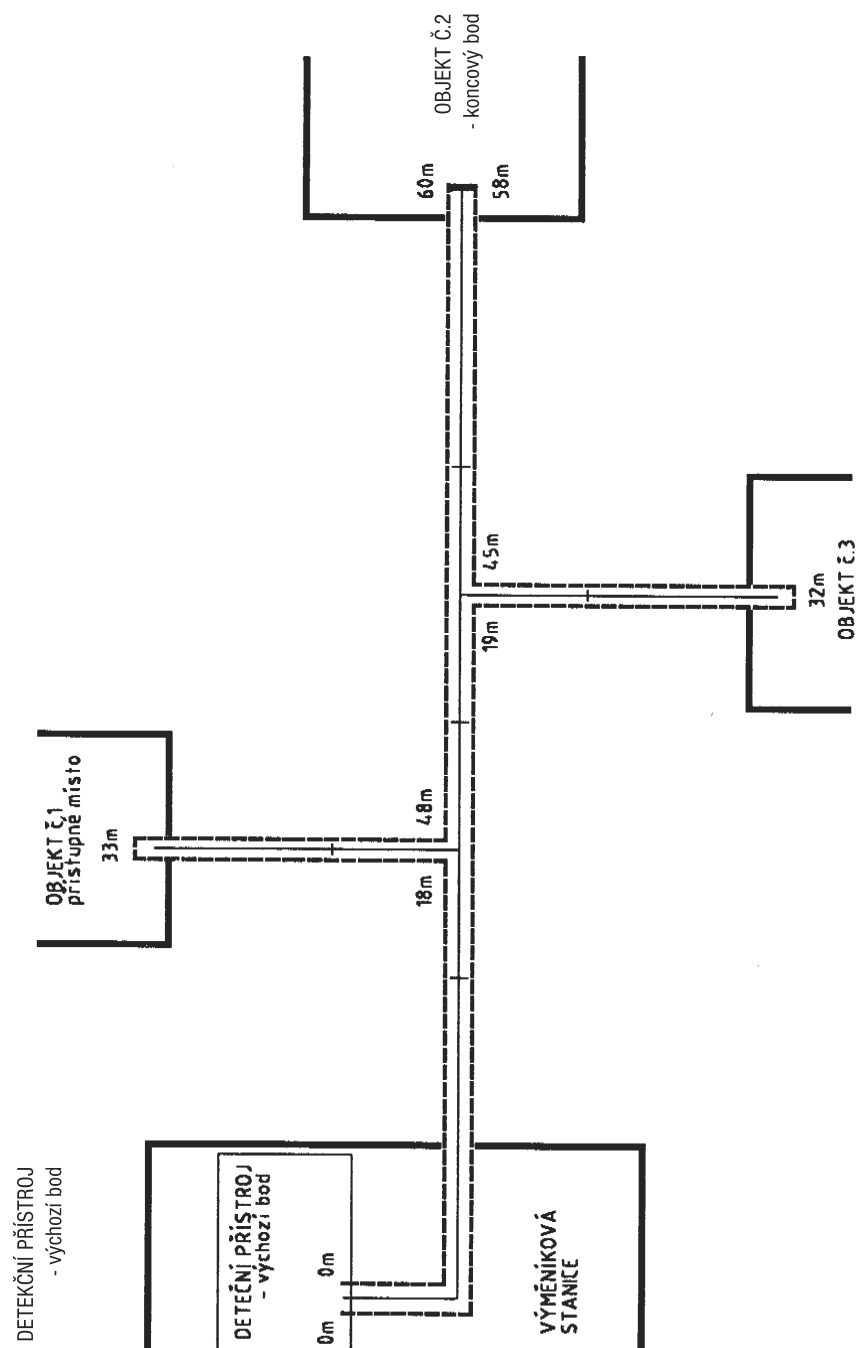 DETEKČNÍ PŘÍSTROJ
- výchozí bod
OBJEKT Č.2
- koncový bod
60m
58m
OBJEKT Č.1
přístupné místo
33m
48m
18m
45m
19m
32m
OBJEKT Č.3
DETEČNÍ PŘÍSTROJ
- výchozí bod
0m
0m
VÝMĚNÍKOVÁ
STANICE